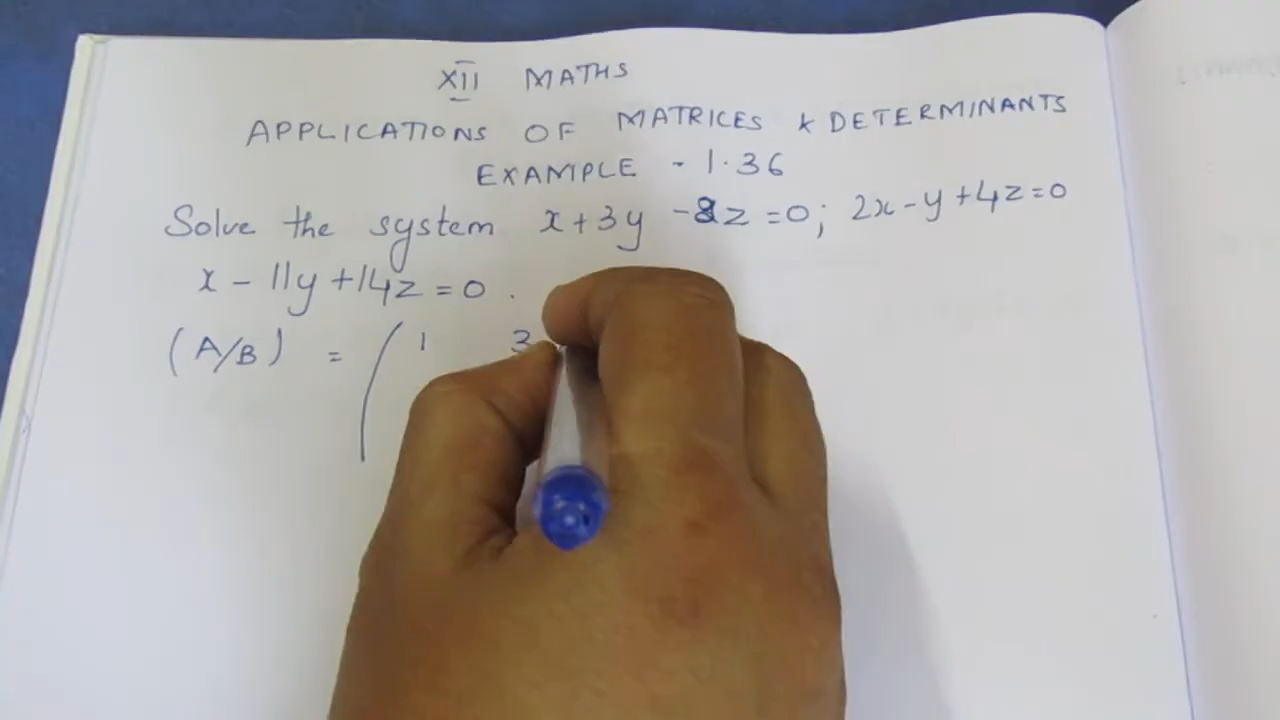 XII MATHS
APPLICATIONS OF MATRICES & DETERMINANTS
EXAMPLE - 1.36
Solve the system x + 3y - 2z = 0; 2x - y + 4z = 0
x - 11y + 14z = 0.
(A/B) = ( 1 3